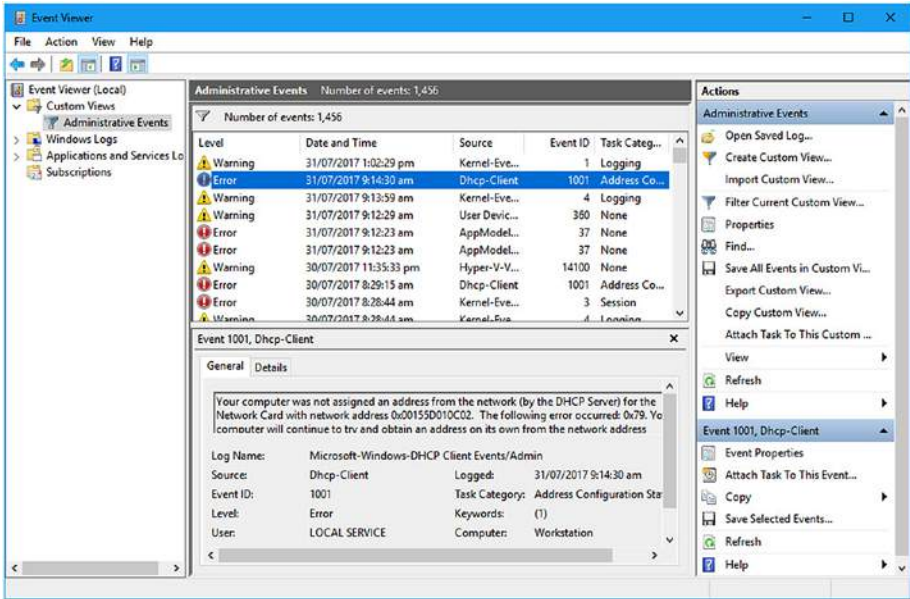 Event Viewer
File Action View Help
Event Viewer (Local)
Custom Views
Administrative Events
Windows Logs
Applications and Services Lo
Subscriptions
Administrative Events Number of events: 1,456
Number of events: 1,456
Level Date and Time Source Event ID Task Categ...
Warning 31/07/2017 1:02:29 pm Kernel-Eve... 1 Logging
Error 31/07/2017 9:14:30 am Dhcp-Client 1001 Address Co...
Warning 31/07/2017 9:13:59 am Kernel-Eve... 4 Logging
Warning 31/07/2017 9:12:29 am User Devic... 360 None
Error 31/07/2017 9:12:23 am AppModel... 37 None
Error 31/07/2017 9:12:23 am AppModel... 37 None
Warning 30/07/2017 11:35:33 pm Hyper-V-V... 14100 None
Error 30/07/2017 8:29:15 am Dhcp-Client 1001 Address Co...
Error 30/07/2017 8:28:44 am Kernel-Eve... 3 Session
Warning 30/07/2017 8:28:44 am Kernel-Eve... 4 Logging
Event 1001, Dhcp-Client
General Details
Your computer was not assigned an address from the network (by the DHCP Server) for the
Network Card with network address 0x00155D010C02. The following error occurred: 0x79. Yo
computer will continue to try and obtain an address on its own from the network address
Log Name: Microsoft-Windows-DHCP Client Events/Admin
Source: Dhcp-Client Logged: 31/07/2017 9:14:30 am
Event ID: 1001 Task Category: Address Configuration Sta
Level: Error Keywords: (1)
User: LOCAL SERVICE Computer: Workstation
Actions
Administrative Events
Open Saved Log...
Create Custom View...
Import Custom View...
Filter Current Custom View...
Properties
Find...
Save All Events in Custom Vi...
Export Custom View...
Copy Custom View...
Attach Task To This Custom ...
View
Refresh
Help
Event 1001, Dhcp-Client
Event Properties
Attach Task To This Event...
Copy
Save Selected Events...
Refresh
Help